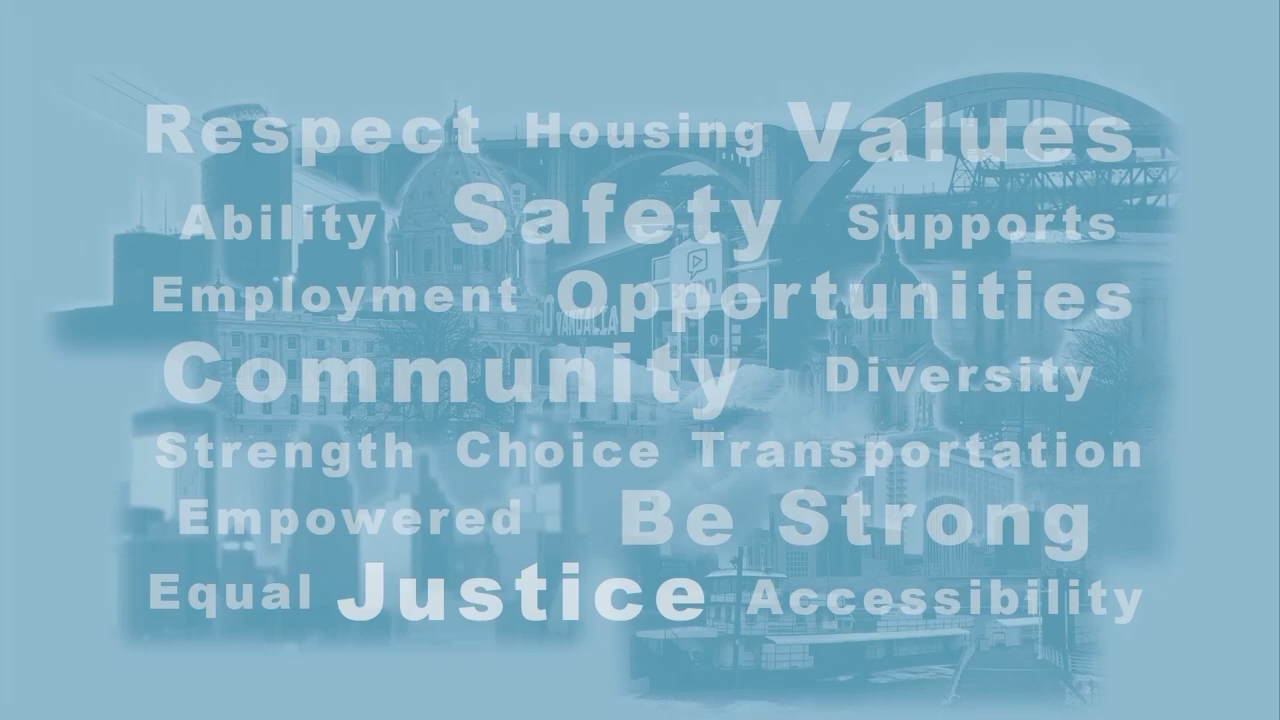 Respect Housing Values
Ability Safety Supports
Employment Opportunities
Community Diversity
Strength Choice Transportation
Empowered Be Strong
Equal Justice Accessibility
VANDALIA